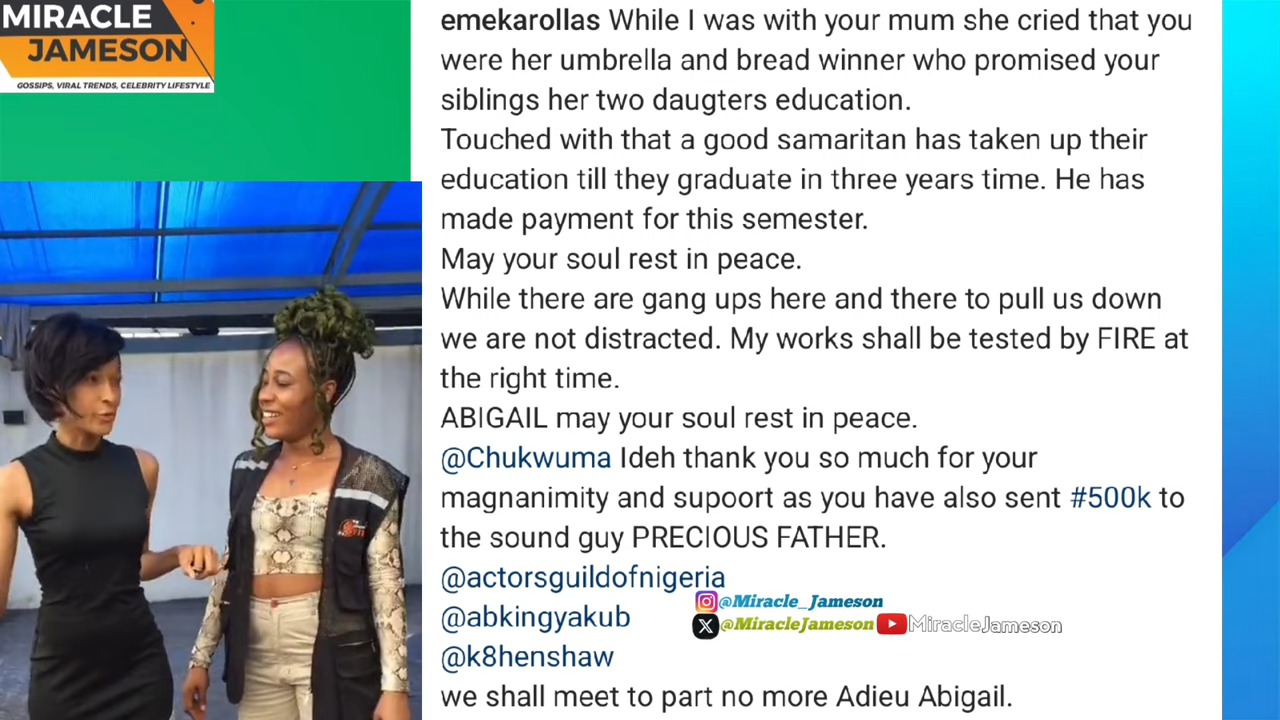 MIRACLE
JAMESON
GOSSIPS, VIRAL TRENDS, CELEBRITY LIFESTYLE
emekarollas While I was with your mum she cried that you
were her umbrella and bread winner who promised your
siblings her two daugters education.
Touched with that a good samaritan has taken up their
education till they graduate in three years time. He has
made payment for this semester.
May your soul rest in peace.
While there are gang ups here and there to pull us down
we are not distracted. My works shall be tested by FIRE at
the right time.
ABIGAIL may your soul rest in peace.
@Chukwuma Ideh thank you so much for your
magnanimity and supoort as you have also sent #500k to
the sound guy PRECIOUS FATHER.
@actorsguildofnigeria
@abkingyakub
@k8henshaw
we shall meet to part no more Adieu Abigail.
@Miracle_Jameson
@MiracleJameson MiracleJameson